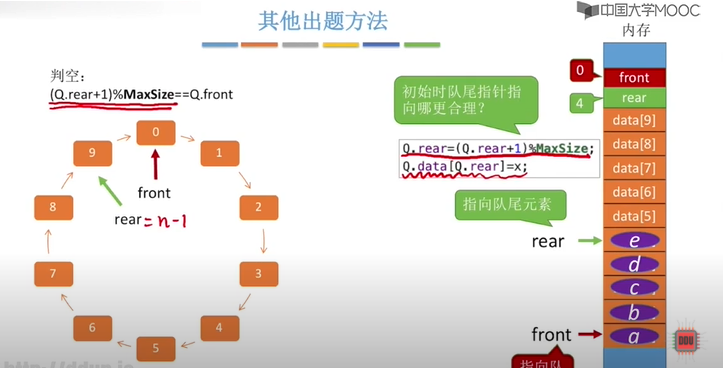 其他出题方法
中国大学MOOC
内存
判空：
(Q.rear+1)%MaxSize==Q.front
初始时队尾指针指
向哪更合理？
Q.rear=(Q.rear+1)%MaxSize;
Q.data[Q.rear]=x;
指向队尾元素
0
1
2
3
4
5
6
7
8
9
front
rear =n-1
0
front
4
rear
data[9]
data[8]
data[7]
data[6]
data[5]
rear
e
d
c
b
front
a
指向队
DDU